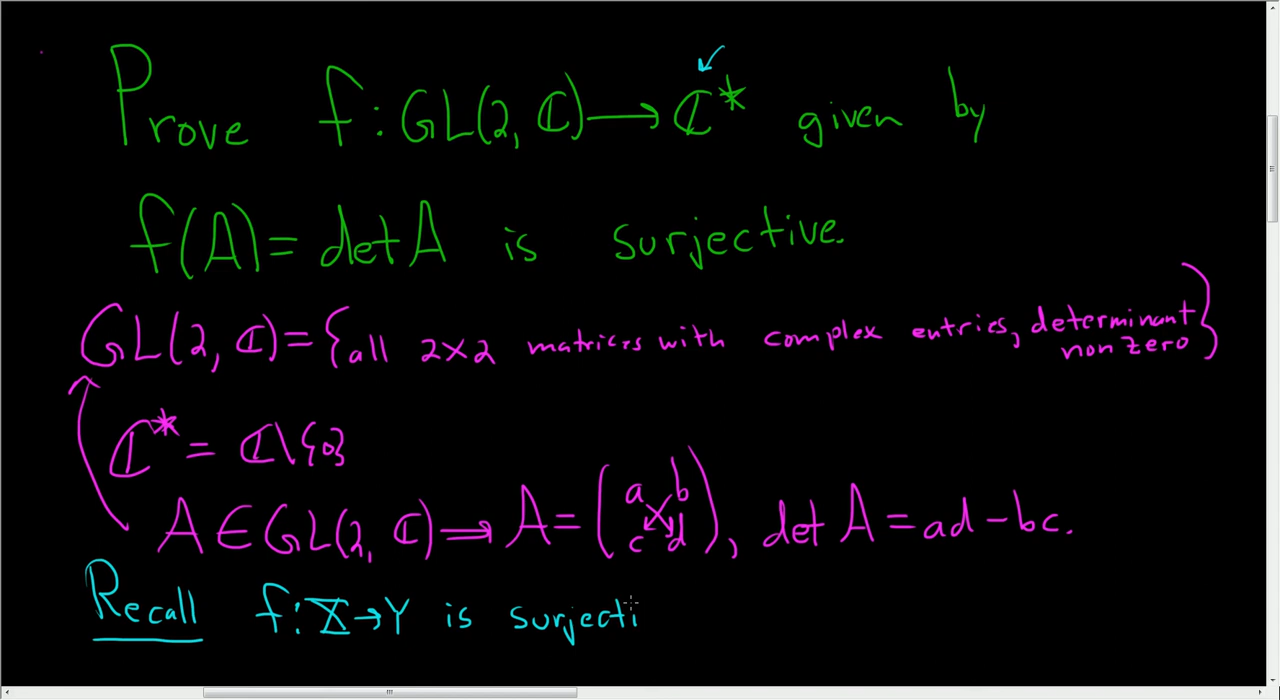 Prove f: GL(2, ℂ) → ℂ* given by
f(A) = det A is surjective.
GL(2, ℂ) = {all 2x2 matrices with complex entries, determinant nonzero}
ℂ* = ℂ\{0}
A ∈ GL(2, ℂ) → A = (a b c d), det A = ad - bc.
Recall f: X → Y is surjecti